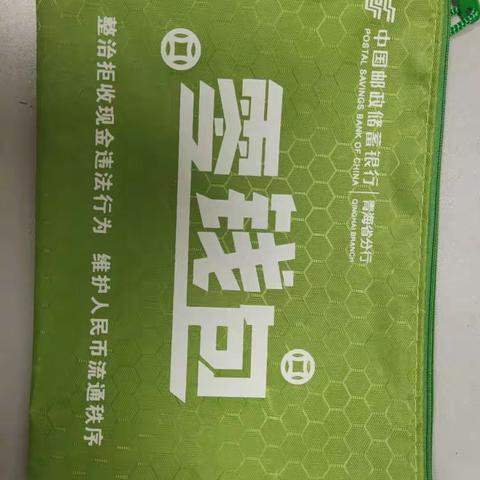 中国邮政储蓄银行 青海省分行
POSTAL SAVINGS BANK OF CHINA QINGHAI BRANCH
零钱包
整治拒收现金违法行为 维护人民币流通秩序